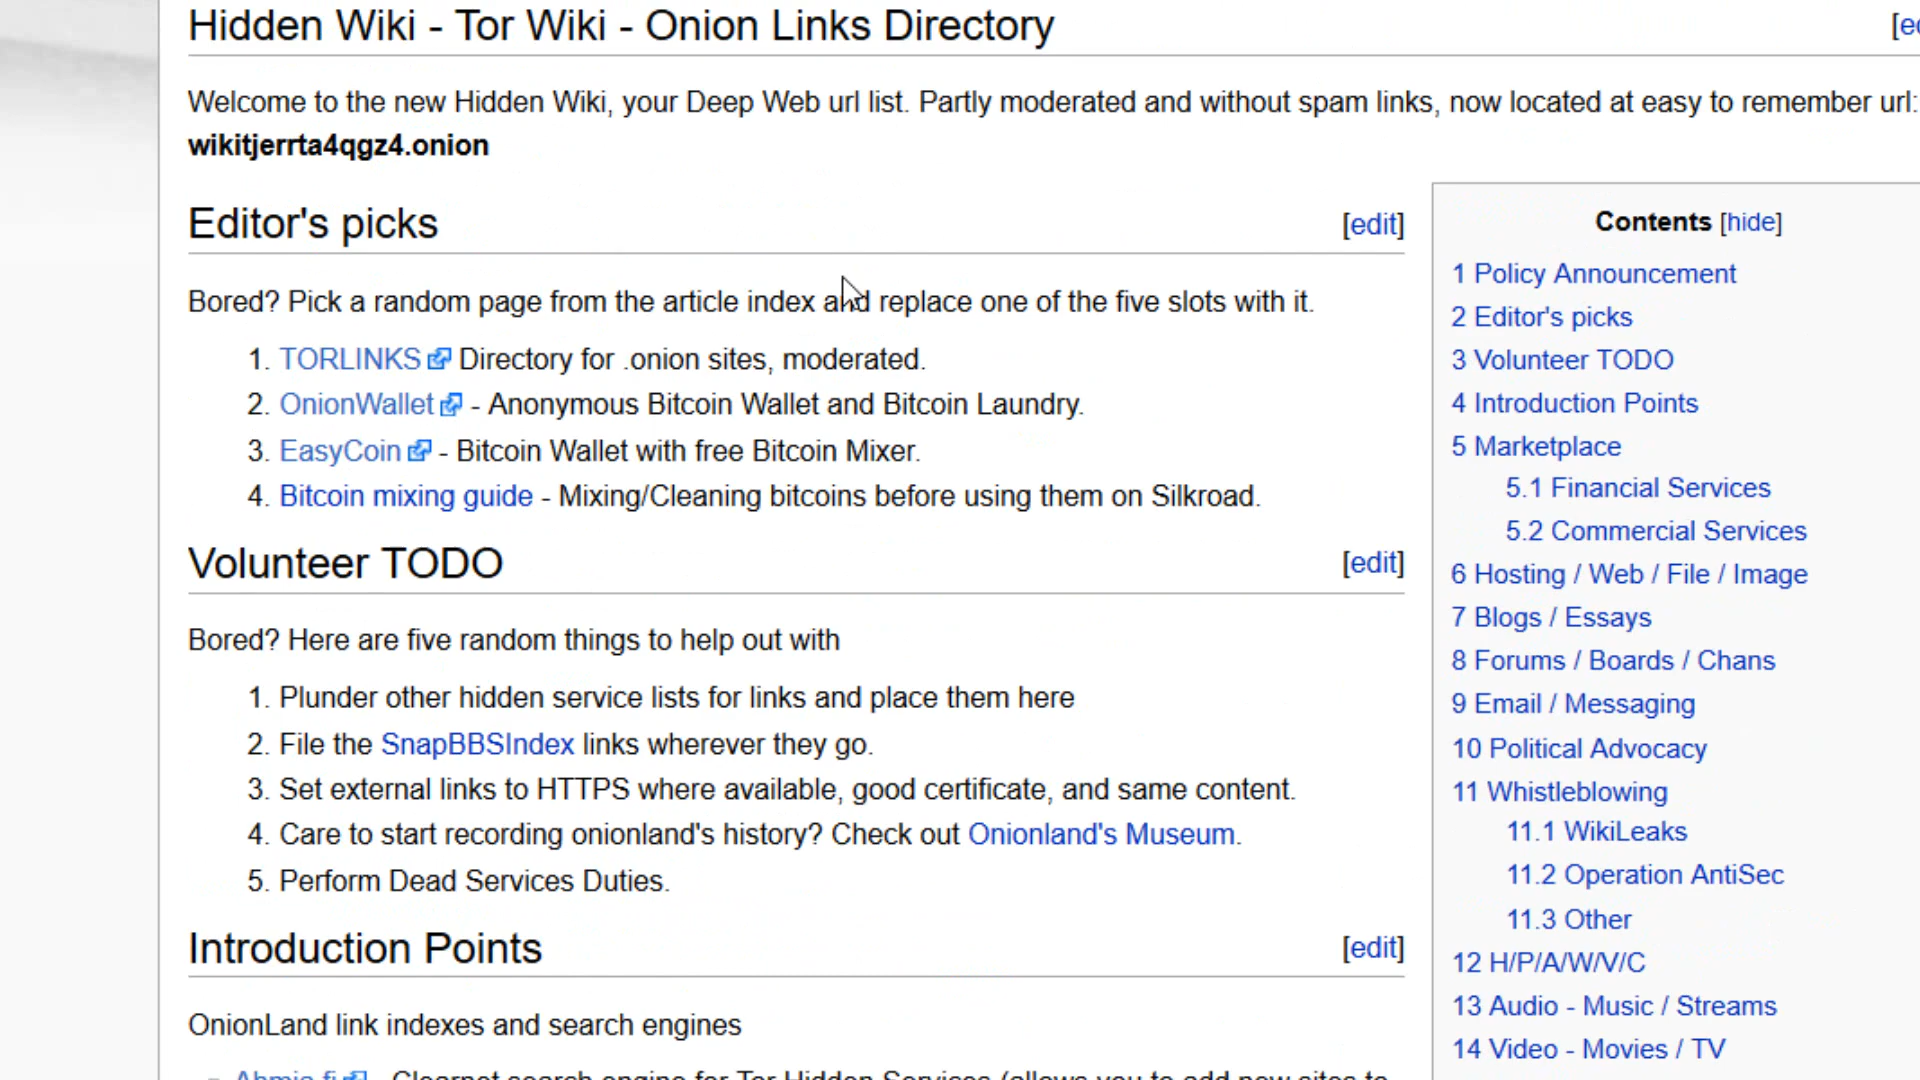 Hidden Wiki - Tor Wiki - Onion Links Directory
Welcome to the new Hidden Wiki, your Deep Web url list. Partly moderated and without spam links, now located at easy to remember url:
wikitjerrta4qgz4.onion
Editor's picks [edit]
Bored? Pick a random page from the article index and replace one of the five slots with it.
1. TORLINKS Directory for .onion sites, moderated.
2. OnionWallet - Anonymous Bitcoin Wallet and Bitcoin Laundry.
3. EasyCoin - Bitcoin Wallet with free Bitcoin Mixer.
4. Bitcoin mixing guide - Mixing/Cleaning bitcoins before using them on Silkroad.
Volunteer TODO [edit]
Bored? Here are five random things to help out with
1. Plunder other hidden service lists for links and place them here
2. File the SnapBBSIndex links wherever they go.
3. Set external links to HTTPS where available, good certificate, and same content.
4. Care to start recording onionland's history? Check out Onionland's Museum.
5. Perform Dead Services Duties.
Introduction Points [edit]
OnionLand link indexes and search engines
Ahmia.fi - Clearnet search engine for Tor Hidden Services (allows you to add new sites to
Contents [hide]
1 Policy Announcement
2 Editor's picks
3 Volunteer TODO
4 Introduction Points
5 Marketplace
5.1 Financial Services
5.2 Commercial Services
6 Hosting / Web / File / Image
7 Blogs / Essays
8 Forums / Boards / Chans
9 Email / Messaging
10 Political Advocacy
11 Whistleblowing
11.1 WikiLeaks
11.2 Operation AntiSec
11.3 Other
12 H/P/A/W/V/C
13 Audio - Music / Streams
14 Video - Movies / TV